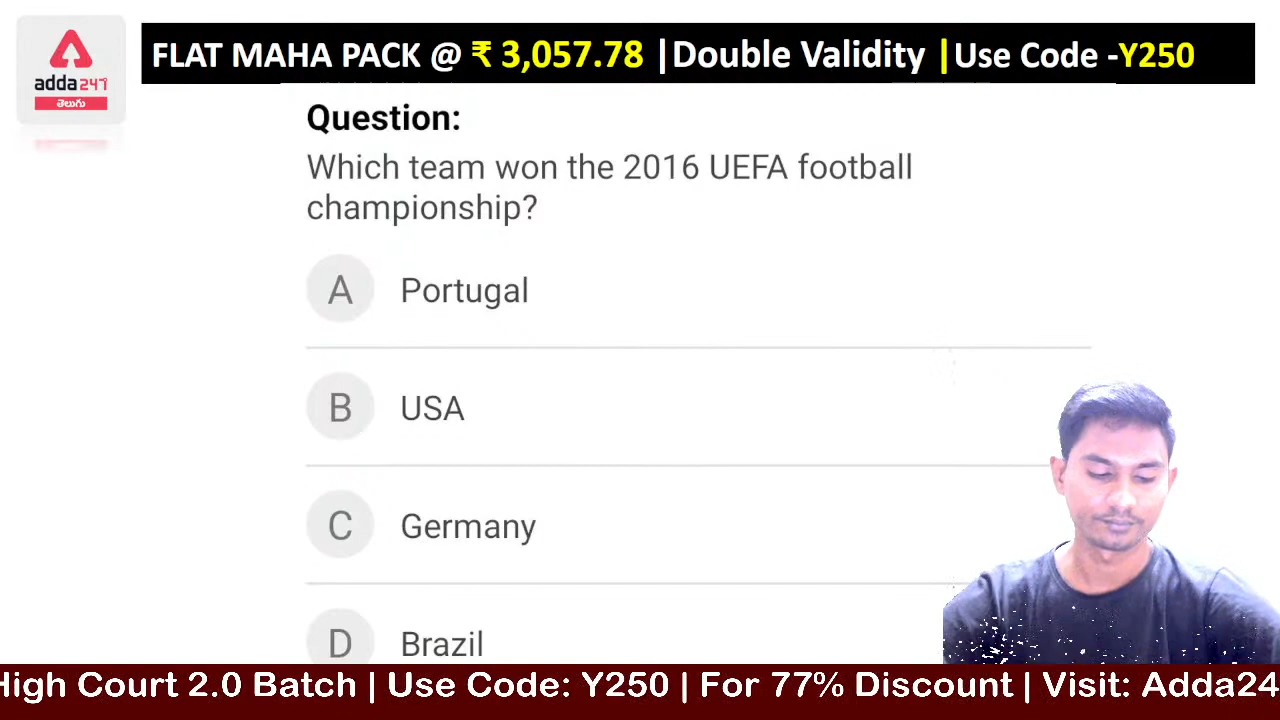 FLAT MAHA PACK @ ₹ 3,057.78 |Double Validity |Use Code -Y250
adda247
తెలుగు
Question:
Which team won the 2016 UEFA football
championship?
A Portugal
B USA
C Germany
D Brazil
High Court 2.0 Batch | Use Code: Y250 | For 77% Discount | Visit: Adda24